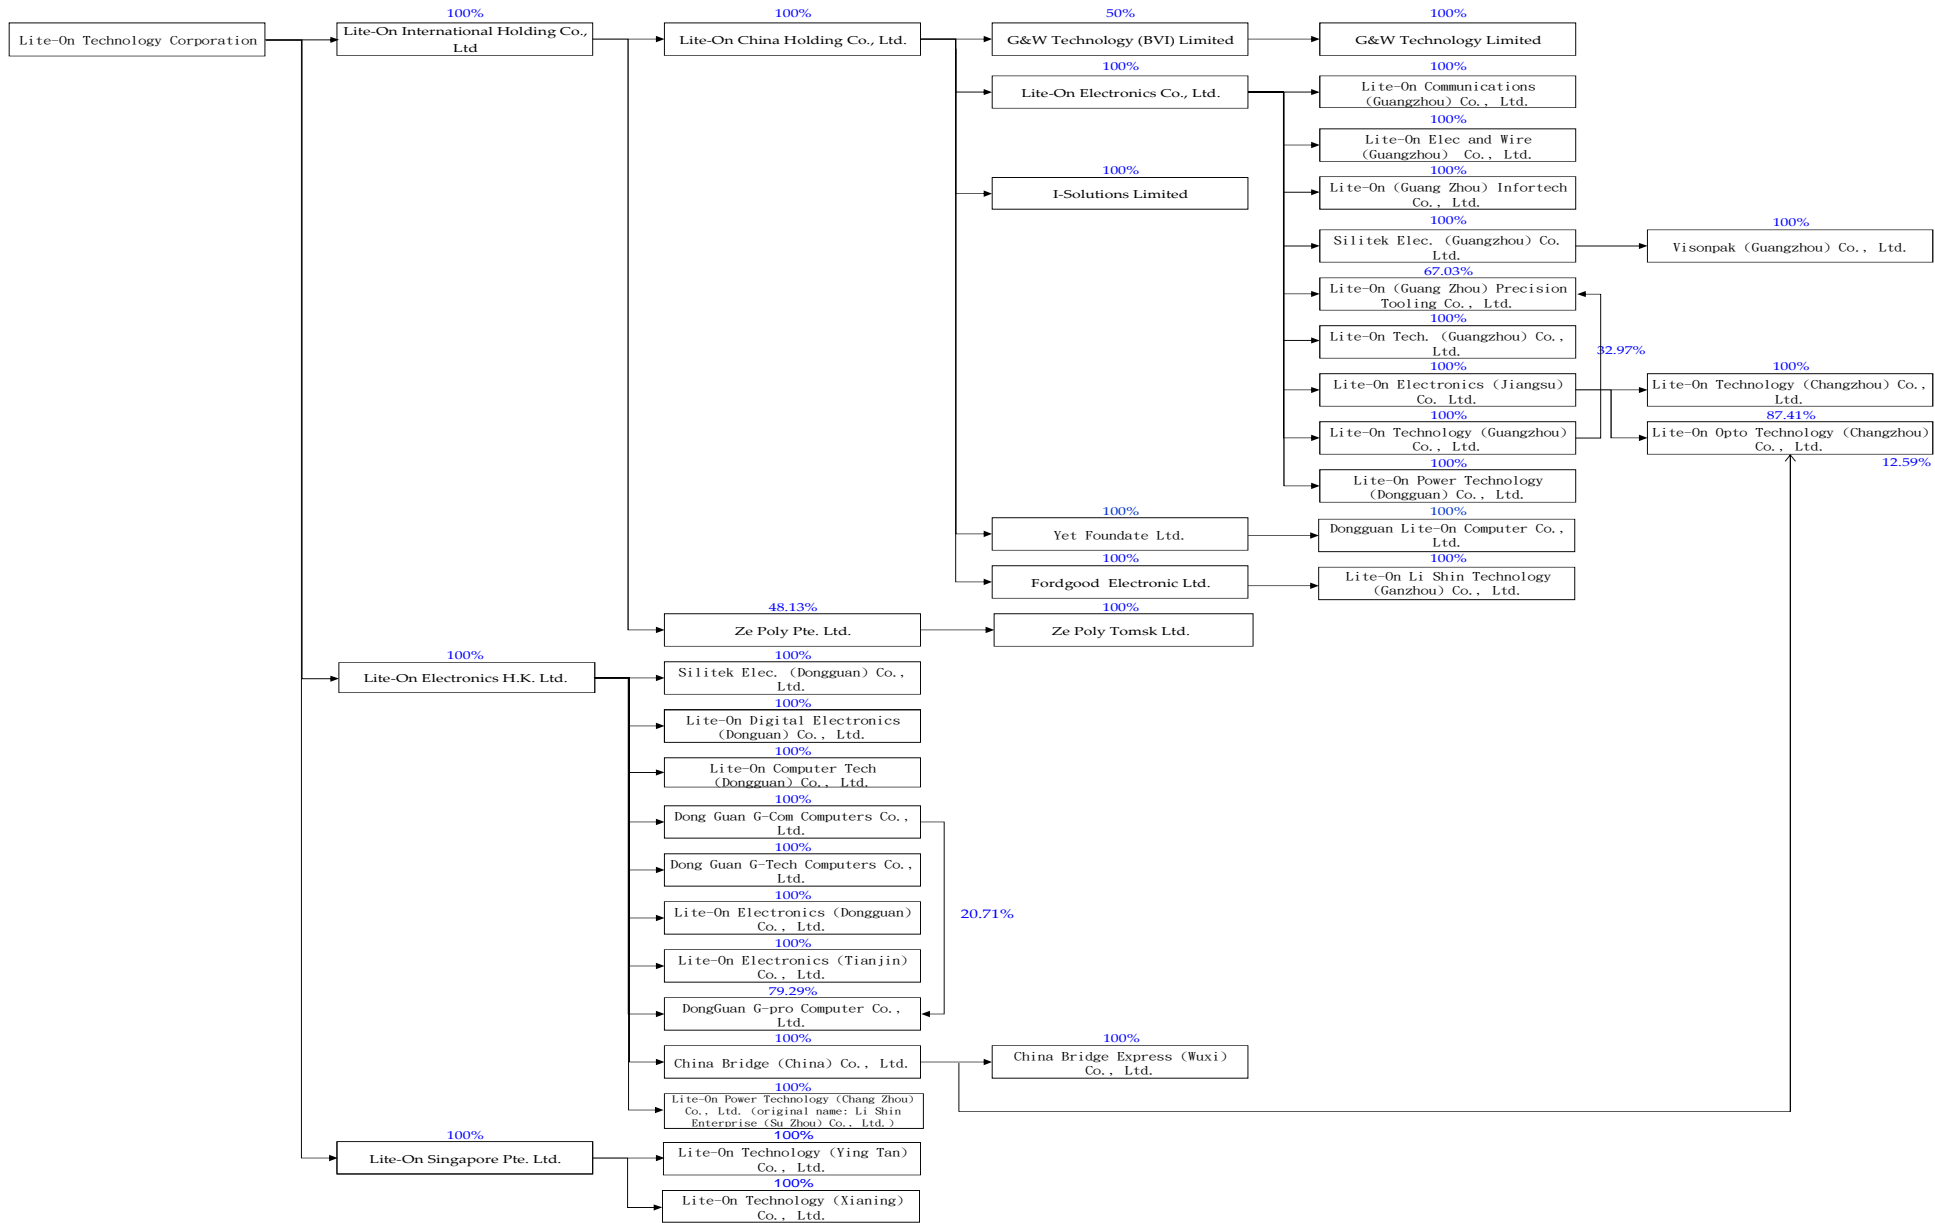 100%
100%
50%
100%
Lite-On Technology Corporation
Lite-On International Holding Co.,
Ltd
Lite-On China Holding Co., Ltd.
G&W Technology (BVI) Limited
G&W Technology Limited
100%
100%
Lite-On Electronics Co., Ltd.
Lite-On Communications
(Guangzhou) Co., Ltd.
100%
Lite-On Elec and Wire
(Guangzhou) Co., Ltd.
100%
100%
I-Solutions Limited
Lite-On (Guang Zhou) Infortech
Co., Ltd.
100%
100%
Silitek Elec. (Guangzhou) Co.
Ltd.
Visonpak (Guangzhou) Co., Ltd.
67.03%
Lite-On (Guang Zhou) Precision
Tooling Co., Ltd.
100%
Lite-On Tech. (Guangzhou) Co.,
Ltd.
32.97%
100%
100%
Lite-On Electronics (Jiangsu)
Co. Ltd.
Lite-On Technology (Changzhou) Co.,
Ltd.
100%
87.41%
Lite-On Technology (Guangzhou)
Co., Ltd.
Lite-On Opto Technology (Changzhou)
Co., Ltd.
12.59%
100%
Lite-On Power Technology
(Dongguan) Co., Ltd.
100%
100%
Yet Foundate Ltd.
Dongguan Lite-On Computer Co.,
Ltd.
100%
100%
Fordgood Electronic Ltd.
Lite-On Li Shin Technology
(Ganzhou) Co., Ltd.
48.13%
100%
Ze Poly Pte. Ltd.
Ze Poly Tomsk Ltd.
100%
100%
Lite-On Electronics H.K. Ltd.
Silitek Elec. (Dongguan) Co.,
Ltd.
100%
Lite-On Digital Electronics
(Donguan) Co., Ltd.
100%
Lite-On Computer Tech
(Dongguan) Co., Ltd.
100%
Dong Guan G-Com Computers Co.,
Ltd.
100%
Dong Guan G-Tech Computers Co.,
Ltd.
100%
Lite-On Electronics (Dongguan)
Co., Ltd.
20.71%
100%
Lite-On Electronics (Tianjin)
Co., Ltd.
79.29%
DongGuan G-pro Computer Co.,
Ltd.
100%
100%
China Bridge (China) Co., Ltd.
China Bridge Express (Wuxi)
Co., Ltd.
100%
Lite-On Power Technology (Chang Zhou)
Co., Ltd. (original name: Li Shin
Enterprise (Su Zhou) Co., Ltd.)
100%
100%
Lite-On Singapore Pte. Ltd.
Lite-On Technology (Ying Tan)
Co., Ltd.
100%
Lite-On Technology (Xianing)
Co., Ltd.